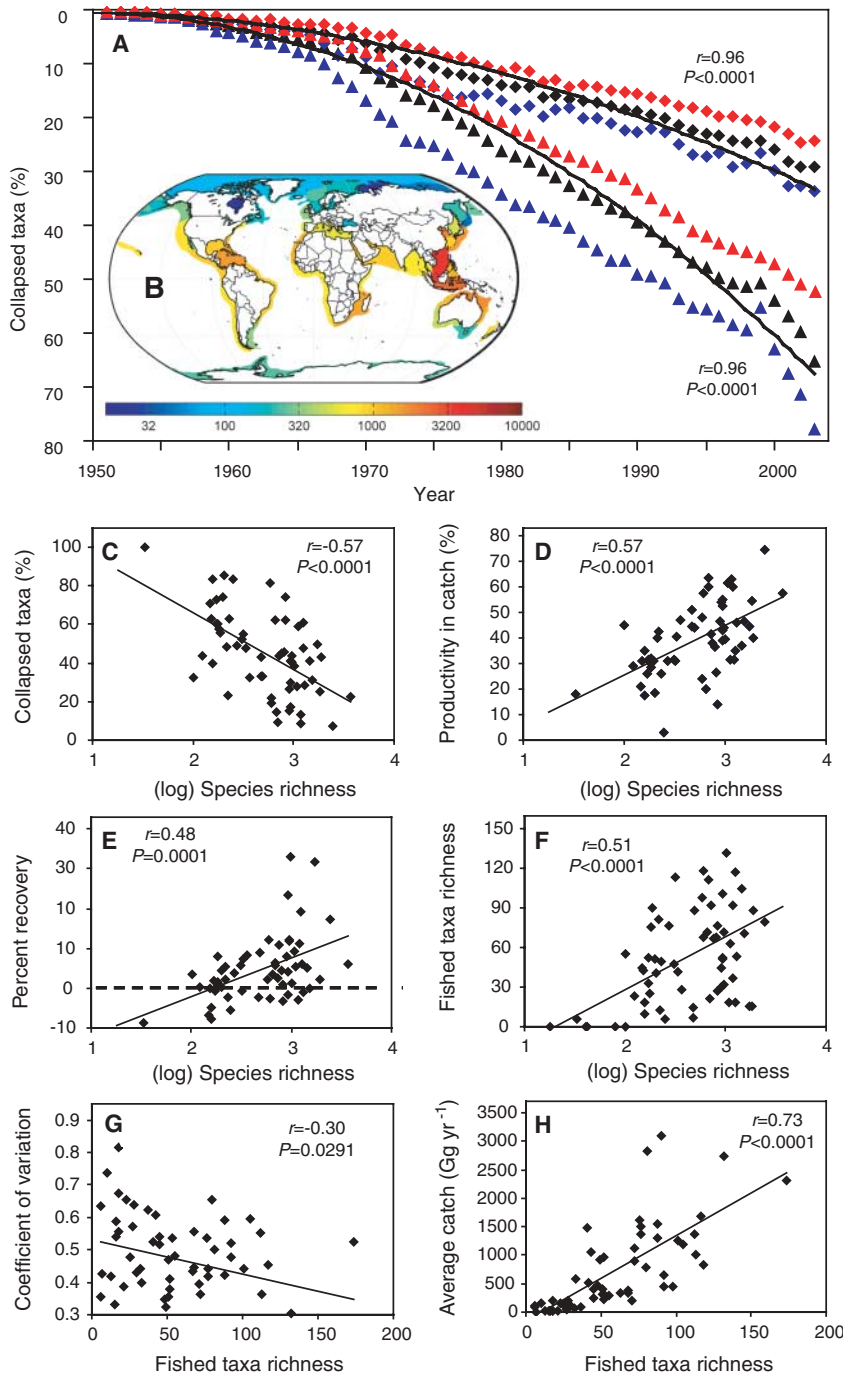 A
0
10
20
30
40
50
60
70
80
Collapsed taxa (%)
r=0.96
P<0.0001
r=0.96
P<0.0001
B
32 100 320 1000 3200 10000
1950 1960 1970 1980 1990 2000
Year
C
r=-0.57
P<0.0001
Collapsed taxa (%)
100
80
60
40
20
0
1 2 3 4
(log) Species richness
D
r=0.57
P<0.0001
Productivity in catch (%)
80
70
60
50
40
30
20
10
0
1 2 3 4
(log) Species richness
E
r=0.48
P=0.0001
Percent recovery
40
30
10
10
0
-10
1 2 3 4
(log) Species richness
F
r=0.51
P<0.0001
Fished taxa richness
150
120
90
60
30
0
1 2 3 4
(log) Species richness
G
r=-0.30
P=0.0291
Coefficient of variation
0.9
0.8
0.7
0.6
0.5
0.4
0.3
0 50 100 150 200
Fished taxa richness
H
r=0.73
P<0.0001
Average catch (Gg yr-1)
3500
3000
2500
2000
1500
1000
500
0
0 50 100 150 200
Fished taxa richness